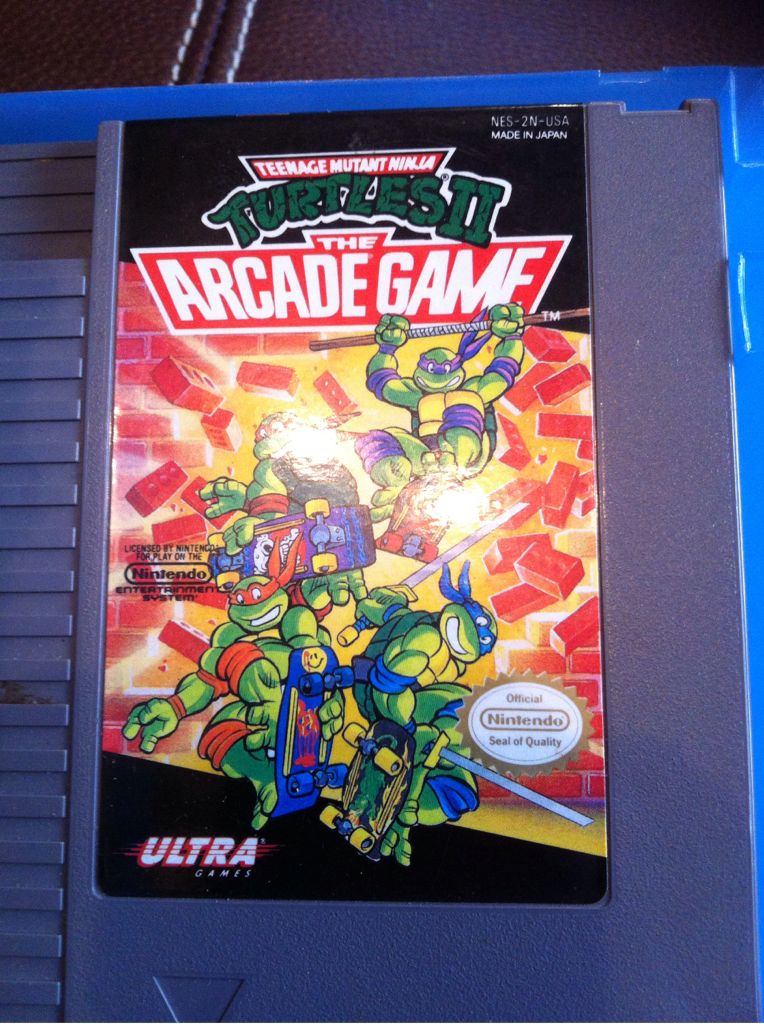 NES-2N-USA
MADE IN JAPAN
TEENAGE MUTANT NINJA
TURTLES® II
THE
ARCADE GAME
TM
LICENSED BY NINTENDO
FOR PLAY ON THE
Nintendo
ENTERTAINMENT
SYSTEM
Official
Nintendo
Seal of Quality
ULTRA®
GAMES